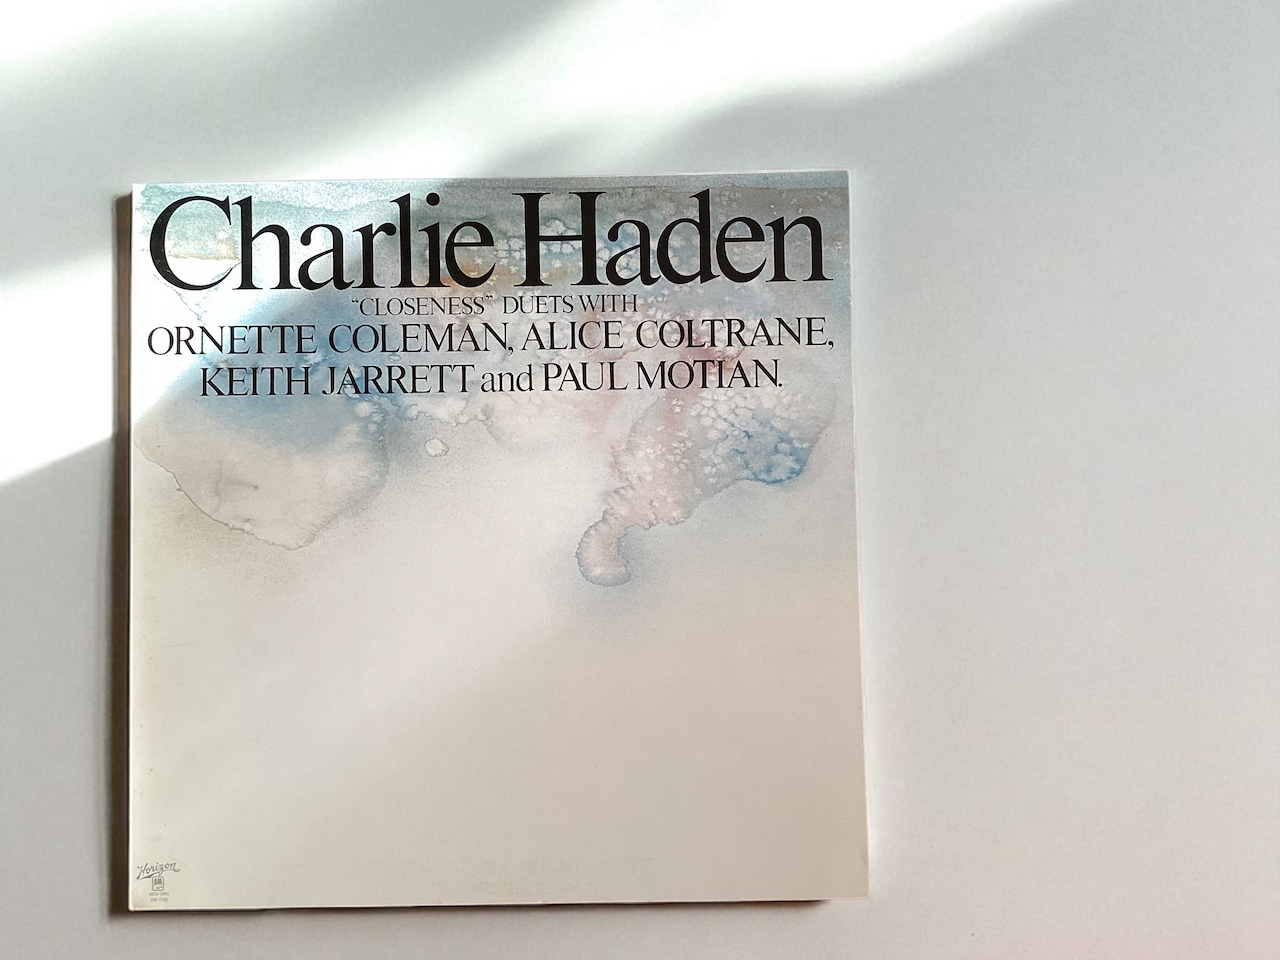 Charlie Haden
“CLOSENESS” DUETS WITH
ORNETTE COLEMAN, ALICE COLTRANE,
KEITH JARRETT and PAUL MOTIAN.
Horizon
A&M